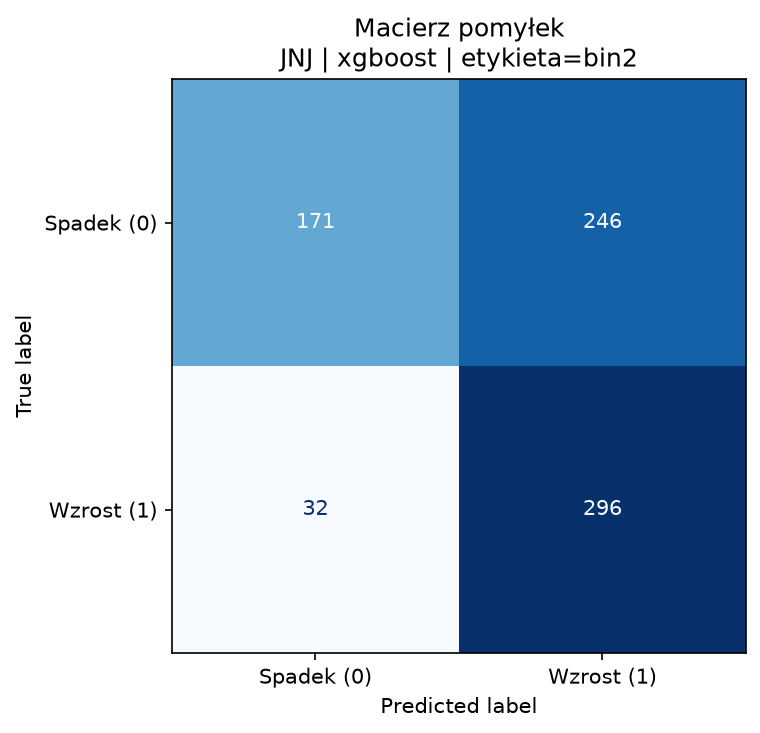 Macierz pomyłek
JNJ | xgboost | etykieta=bin2
Spadek (0)
171
246
True label
Wzrost (1)
32
296
Spadek (0)
Wzrost (1)
Predicted label